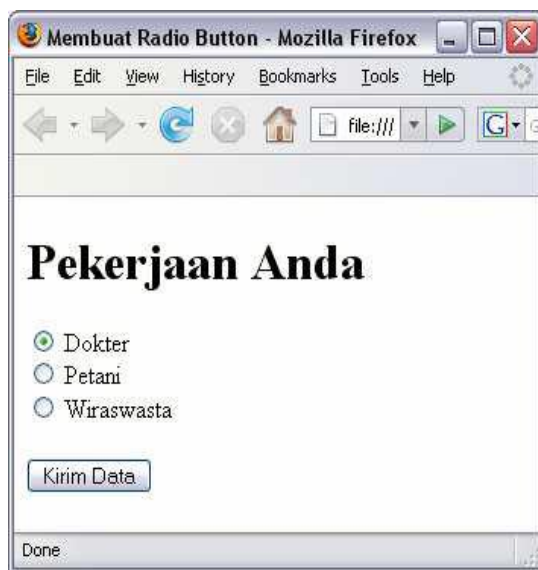 Membuat Radio Button - Mozilla Firefox
File Edit View History Bookmarks Tools Help
file:/// G
Pekerjaan Anda
Dokter
Petani
Wiraswasta
Kirim Data
Done